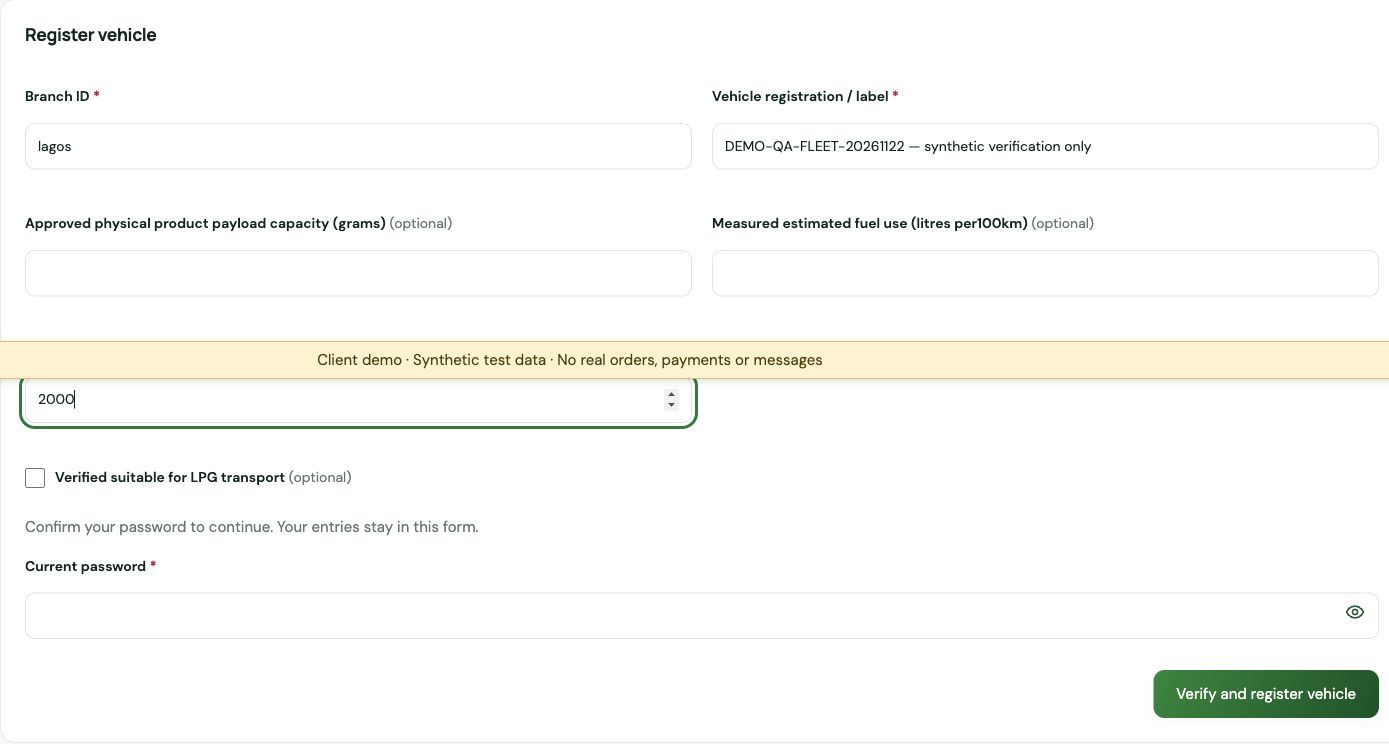 Register vehicle
Branch ID *
Vehicle registration / label *
lagos
DEMO-QA-FLEET-20261122 — synthetic verification only
Approved physical product payload capacity (grams) (optional)
Measured estimated fuel use (litres per100km) (optional)
Client demo · Synthetic test data · No real orders, payments or messages
2000
Verified suitable for LPG transport (optional)
Confirm your password to continue. Your entries stay in this form.
Current password *
Verify and register vehicle